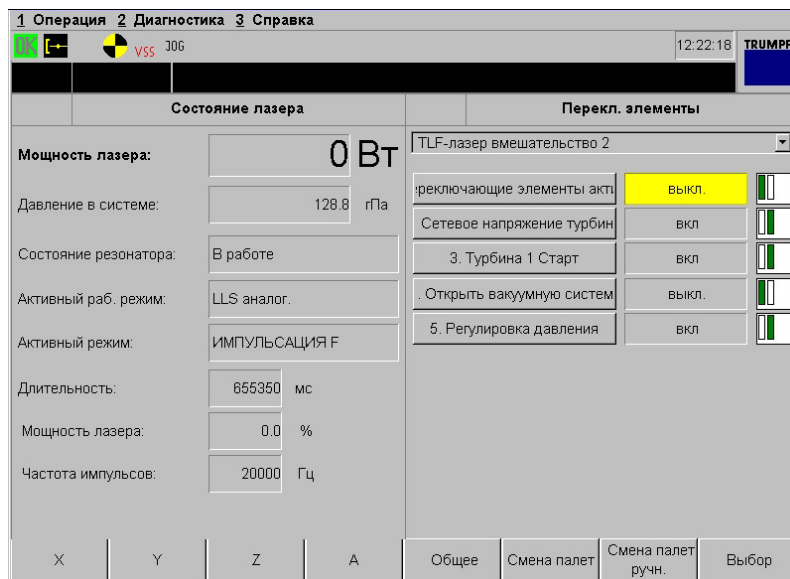 1 Операция 2 Диагностика 3 Справка
OK VSS JOG 12:22:18 TRUMPF
Состояние лазера
Перекл. элементы
Мощность лазера: 0 Вт
TLF-лазер вмешательство 2
Давление в системе: 128.8 гПа
Состояние резонатора: В работе
Активный раб. режим: LLS аналог.
Активный режим: ИМПУЛЬСАЦИЯ F
Длительность: 655350 мс
Мощность лазера: 0.0 %
Частота импульсов: 20000 Гц
реключающие элементы акти выкл.
Сетевое напряжение турбин вкл
3. Турбина 1 Старт вкл
. Открыть вакуумную систем выкл.
5. Регулировка давления вкл
X Y Z A Общее Смена палет Смена палет ручн. Выбор